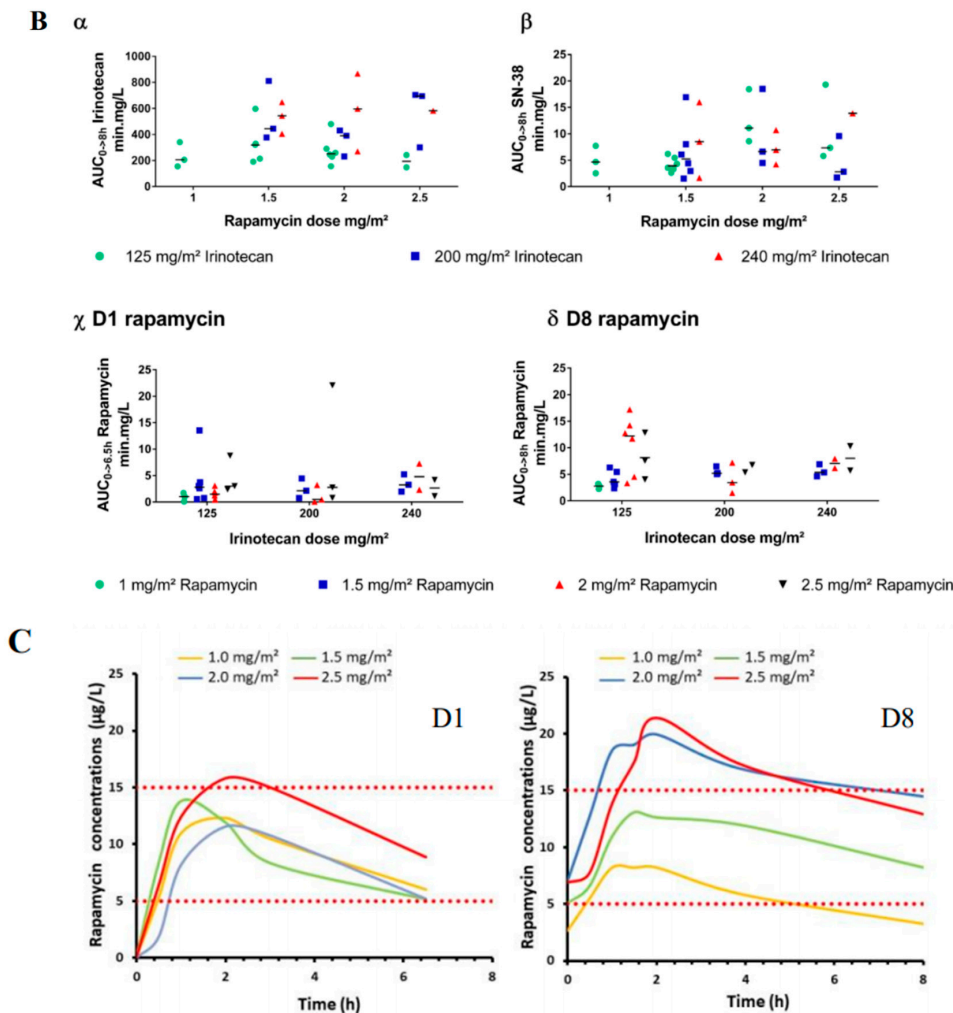 B α β
AUC0->8h Irinotecan
min.mg/L
1000
800
600
400
200
0
1 1.5 2 2.5
Rapamycin dose mg/m²
AUC0->8h SN-38
min.mg/L
25
20
15
10
5
0
1 1.5 2 2.5
Rapamycin dose mg/m²
125 mg/m² Irinotecan 200 mg/m² Irinotecan 240 mg/m² Irinotecan
χ D1 rapamycin
AUC0->6.5h Rapamycin
min.mg/L
25
20
15
10
5
0
125 200 240
Irinotecan dose mg/m²
δ D8 rapamycin
AUC0->8h Rapamycin
min.mg/L
25
20
15
10
5
0
125 200 240
Irinotecan dose mg/m²
1 mg/m² Rapamycin 1.5 mg/m² Rapamycin 2 mg/m² Rapamycin 2.5 mg/m² Rapamycin
C
1.0 mg/m² 1.5 mg/m²
2.0 mg/m² 2.5 mg/m²
D1
Rapamycin concentrations (µg/L)
25
20
15
10
5
0
0 2 4 6 8
Time (h)
1.0 mg/m² 1.5 mg/m²
2.0 mg/m² 2.5 mg/m²
D8
Rapamycin concentrations (µg/L)
25
20
15
10
5
0
0 2 4 6 8
Time (h)